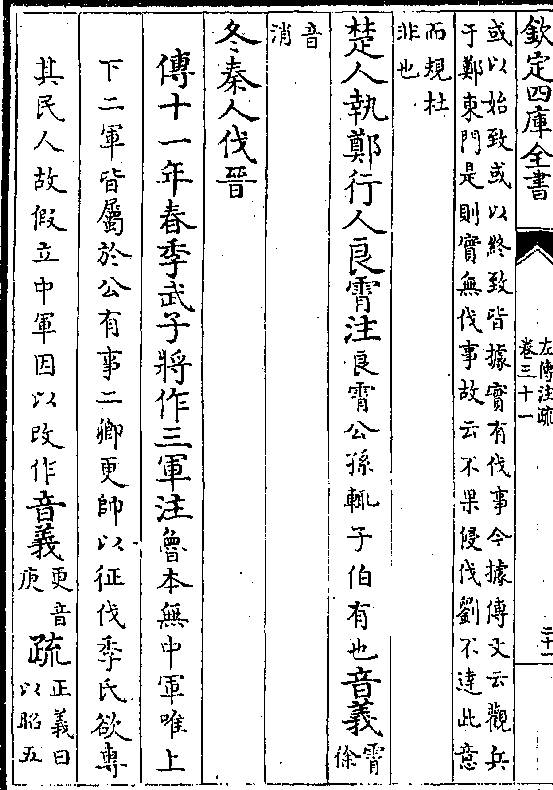 欽定四庫全書
左傳注疏
卷三十一
二十一
或以始致或以終致皆據實有伐事今據傳文云觀兵
于鄭東門是則實無伐事故云不果侵伐劉不達此意
而規杜
非也
楚人執鄭行人良霄注良霄公孫輒子伯有也音義霄
徐
音
消
冬秦人伐晉
傳十一年春季武子將作三軍注魯本無中軍唯上
下二軍皆屬於公有事二卿更帥以征伐季氏欲專
其民人故假立中軍因以改作音義更音
庚
疏正義曰
以昭五